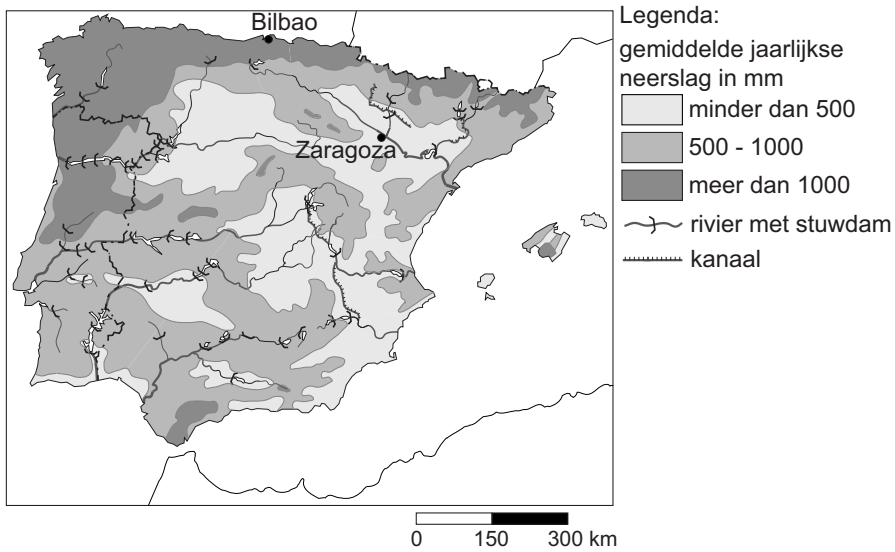 Bilbao
Zaragoza
Legenda:
gemiddelde jaarlijkse
neerslag in mm
minder dan 500
500 - 1000
meer dan 1000
rivier met stuwdam
kanaal
0 150 300 km